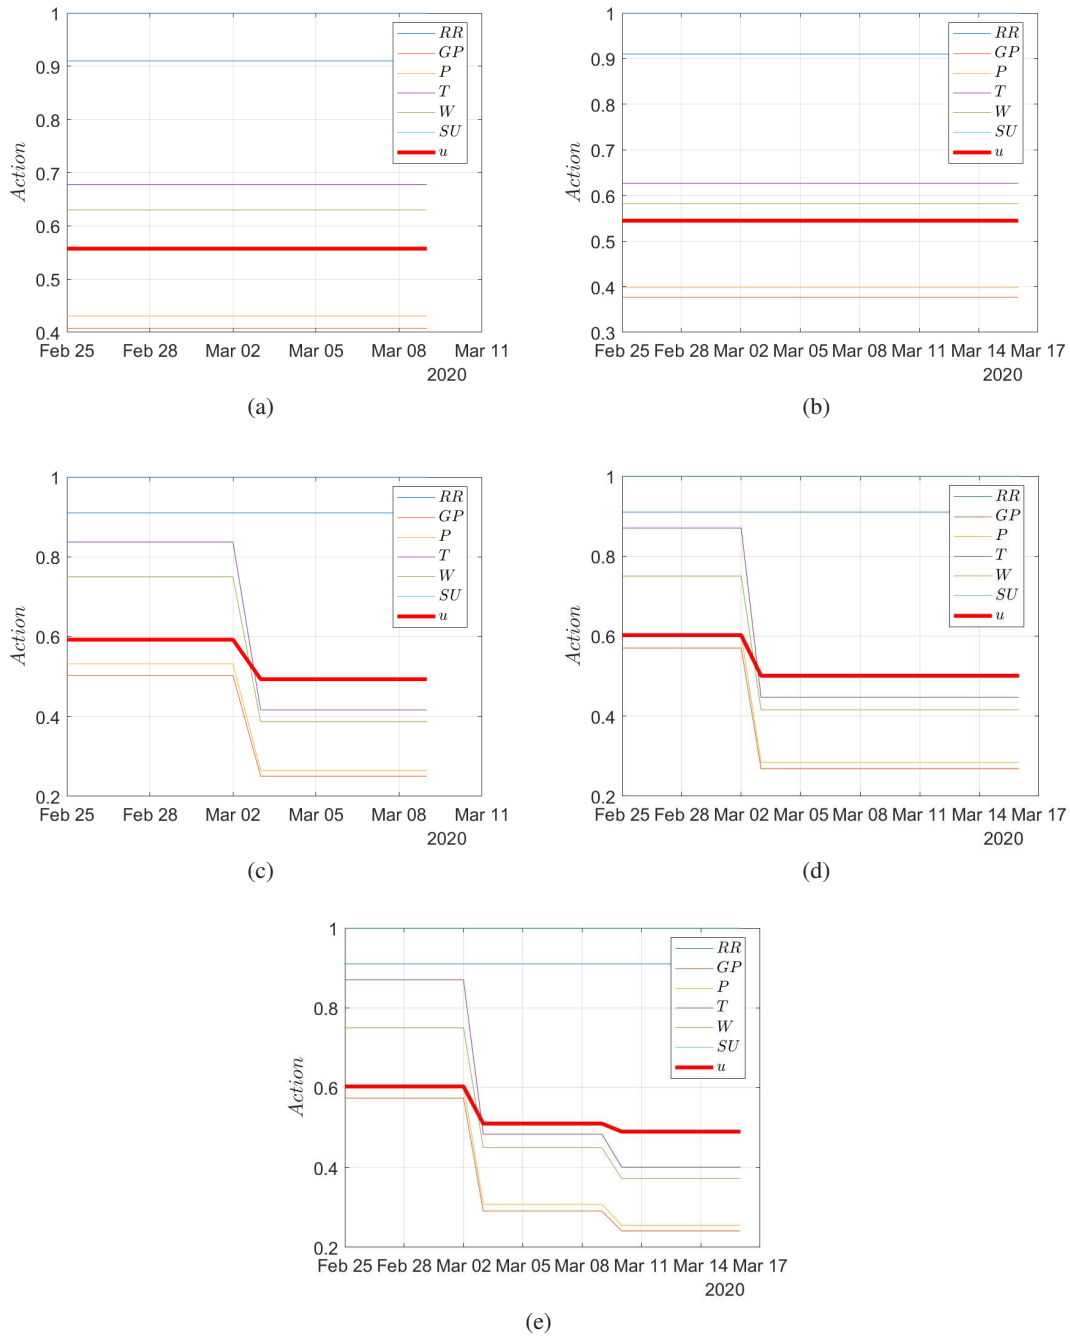 1
0.9
0.8
0.7
0.6
0.5
0.4
Action
RR
GP
P
T
W
SU
u
Feb 25 Feb 28 Mar 02 Mar 05 Mar 08 Mar 11
2020
(a)
1
0.9
0.8
0.7
0.6
0.5
0.4
0.3
Action
RR
GP
P
T
W
SU
u
Feb 25 Feb 28 Mar 02 Mar 05 Mar 08 Mar 11 Mar 14 Mar 17
2020
(b)
1
0.8
0.6
0.4
0.2
Action
RR
GP
P
T
W
SU
u
Feb 25 Feb 28 Mar 02 Mar 05 Mar 08 Mar 11
2020
(c)
1
0.8
0.6
0.4
0.2
Action
RR
GP
P
T
W
SU
u
Feb 25 Feb 28 Mar 02 Mar 05 Mar 08 Mar 11 Mar 14 Mar 17
2020
(d)
1
0.8
0.6
0.4
0.2
Action
RR
GP
P
T
W
SU
u
Feb 25 Feb 28 Mar 02 Mar 05 Mar 08 Mar 11 Mar 14 Mar 17
2020
(e)